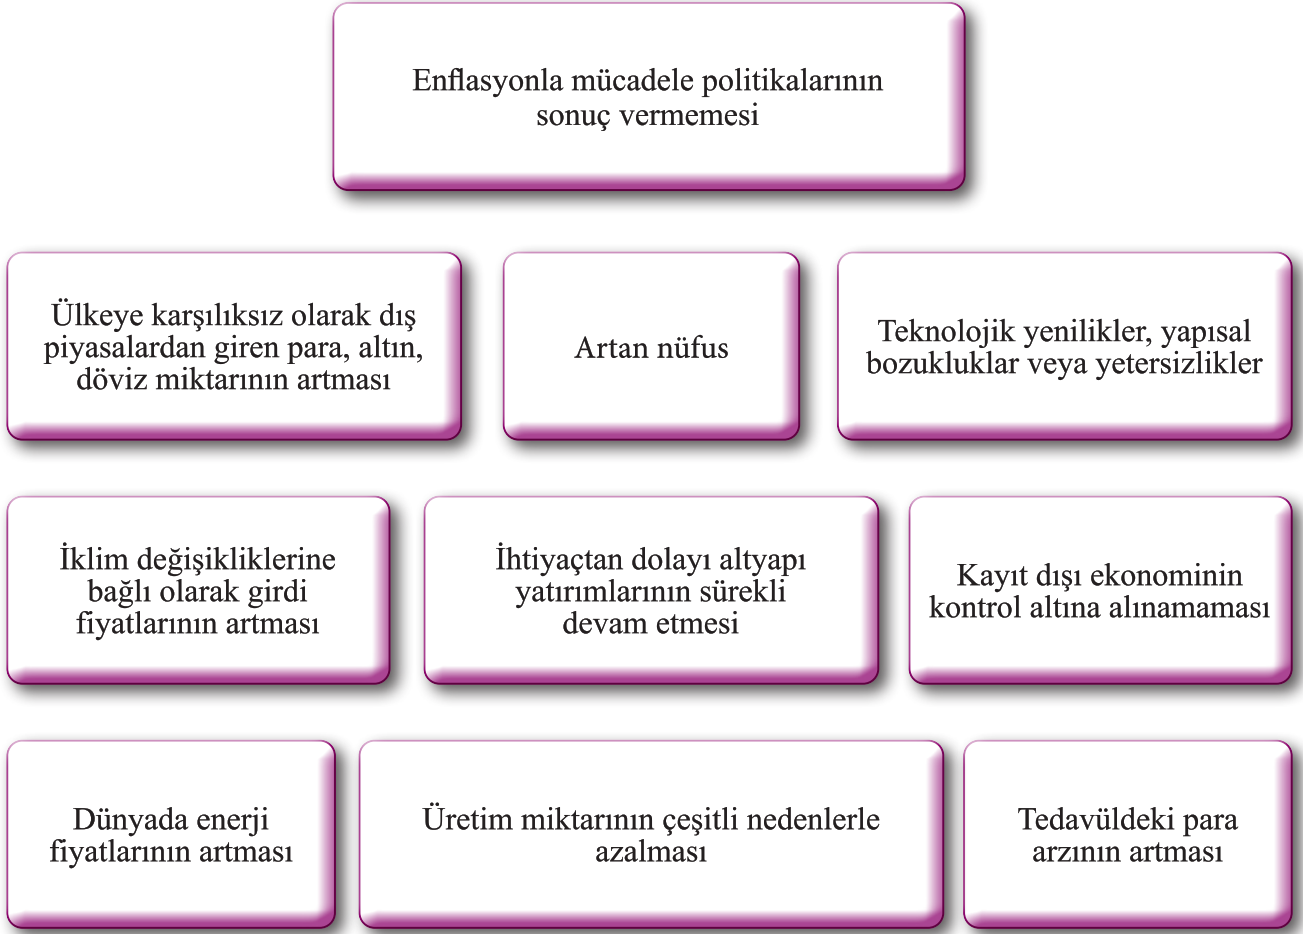 Enflasyonla mücadele politikalarının
sonuç vermemesi
Ülkeye karşılıksız olarak dış
piyasalardan giren para, altın,
döviz miktarının artması
Artan nüfus
Teknolojik yenilikler, yapısal
bozukluklar veya yetersizlikler
İklim değişikliklerine
bağlı olarak girdi
fiyatlarının artması
İhtiyaçtan dolayı altyapı
yatırımlarının sürekli
devam etmesi
Kayıt dışı ekonominin
kontrol altına alınamaması
Dünyada enerji
fiyatlarının artması
Üretim miktarının çeşitli nedenlerle
azalması
Tedavüldeki para
arzının artması